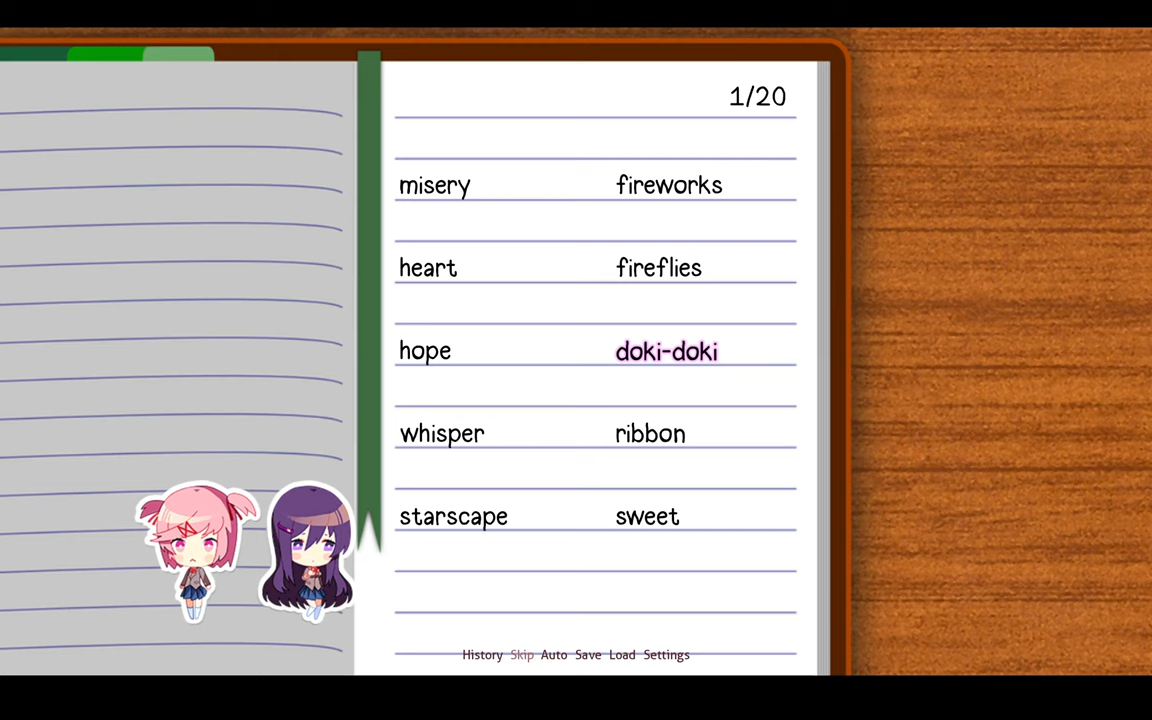 1/20
misery fireworks
heart fireflies
hope doki-doki
whisper ribbon
starscape sweet
History Skip Auto Save Load Settings